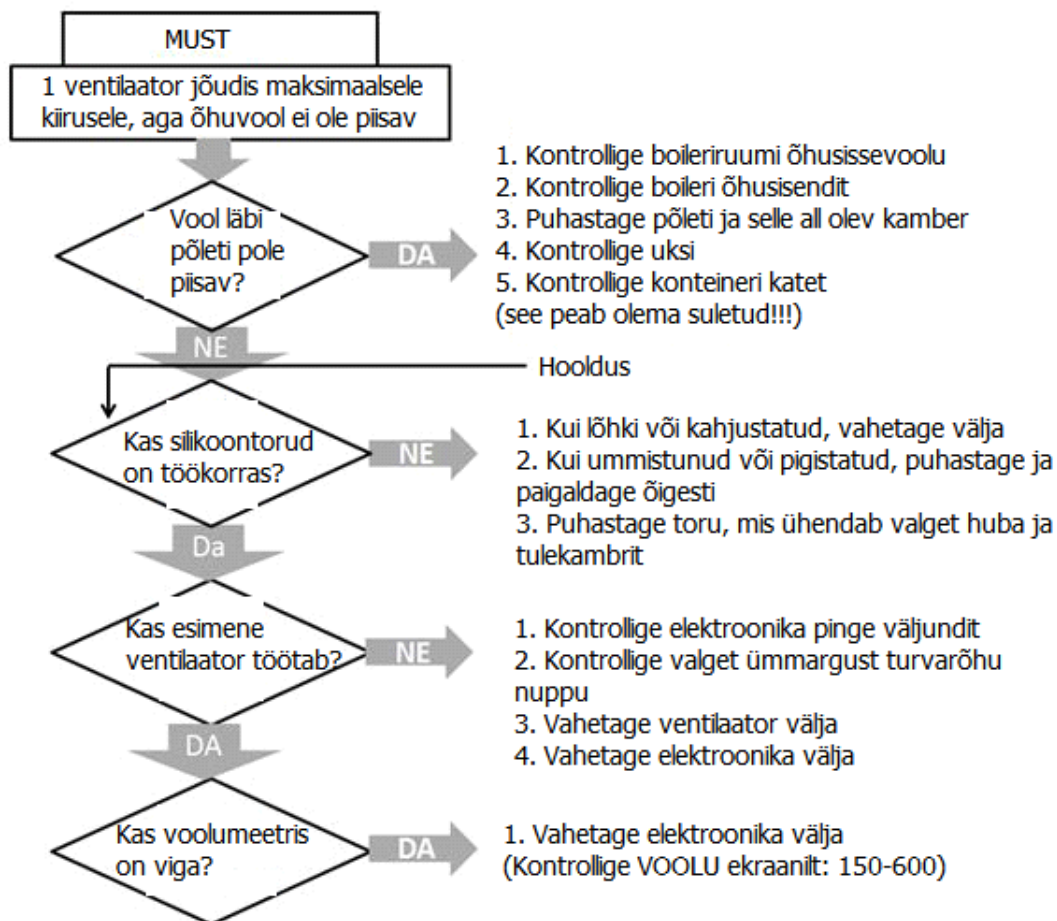 MUST
1 ventilaator jõudis maksimaalsele
kiirusele, aga õhuvool ei ole piisav
Vool läbi
põleti pole
piisav?
DA
1. Kontrollige boileriruumi õhusissevoolu
2. Kontrollige boileri õhusisendit
3. Puhastage põleti ja selle all olev kamber
4. Kontrollige uksi
5. Kontrollige konteineri katet
(see peab olema suletud!!!)
NE
Hooldus
Kas silikoontorud
on töökorras?
NE
1. Kui lõhki või kahjustatud, vahetage välja
2. Kui ummistunud või pigistatud, puhastage ja
paigaldage õigesti
3. Puhastage toru, mis ühendab valget huba ja
tulekambrit
Da
Kas esimene
ventilaator töötab?
NE
1. Kontrollige elektroonika pinge väljundit
2. Kontrollige valget ümmargust turvarõhu
nuppu
3. Vahetage ventilaator välja
4. Vahetage elektroonika välja
DA
Kas voolumeetris
on viga?
DA
1. Vahetage elektroonika välja
(Kontrollige VOOLU ekraanilt: 150-600)